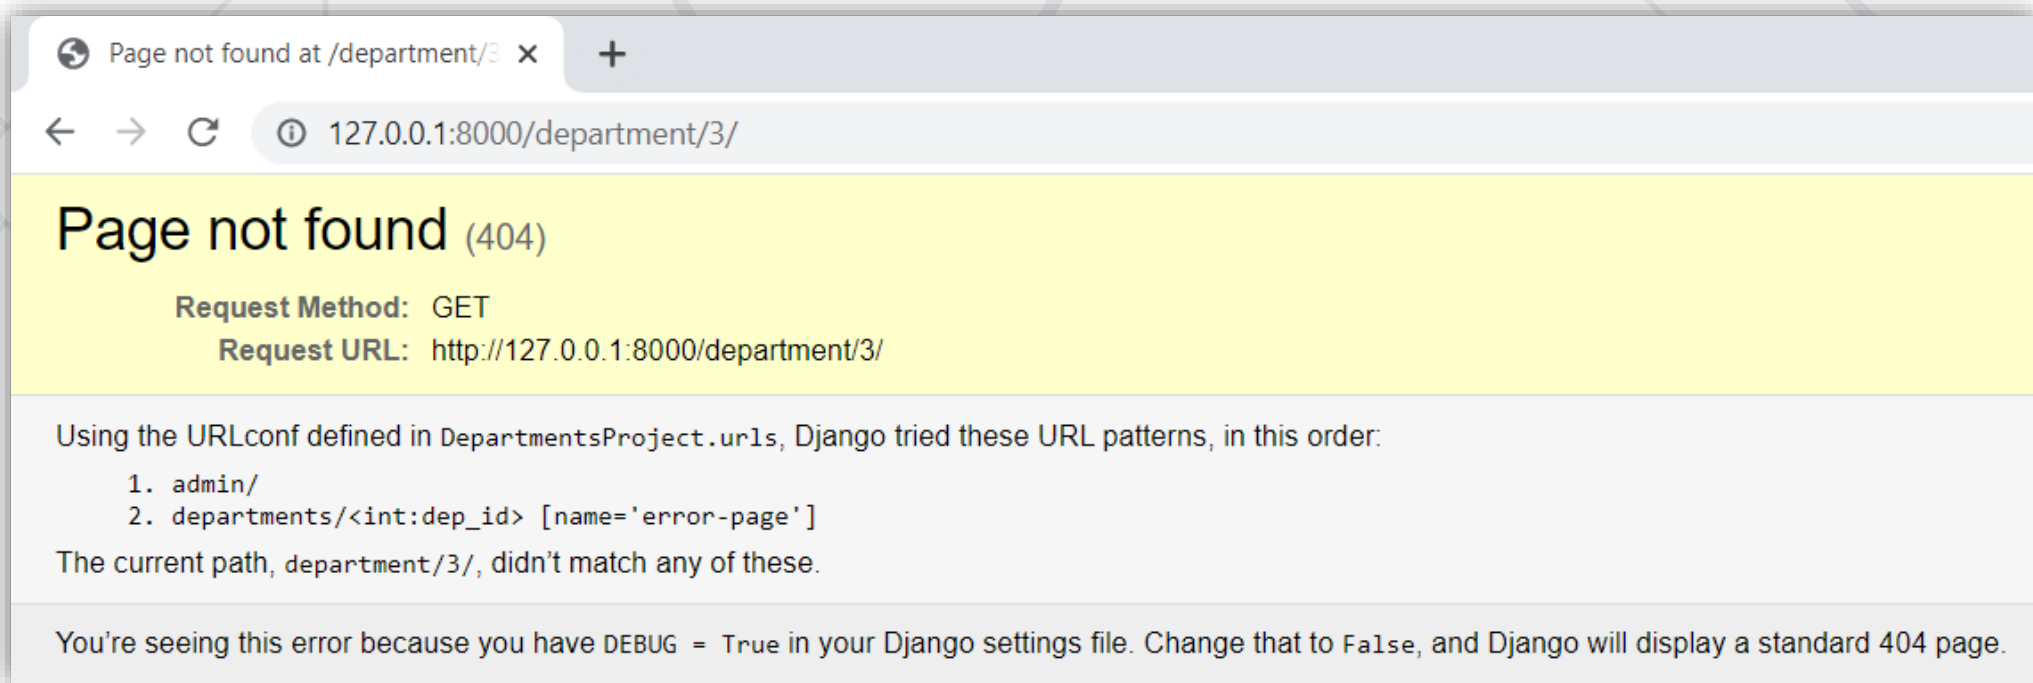 Page not found at /department/3
127.0.0.1:8000/department/3/
Page not found (404)
Request Method: GET
Request URL: http://127.0.0.1:8000/department/3/
Using the URLconf defined in DepartmentsProject.urls, Django tried these URL patterns, in this order:
1. admin/
2. departments/<int:dep_id> [name='error-page']
The current path, department/3/, didn’t match any of these.
You’re seeing this error because you have DEBUG = True in your Django settings file. Change that to False, and Django will display a standard 404 page.